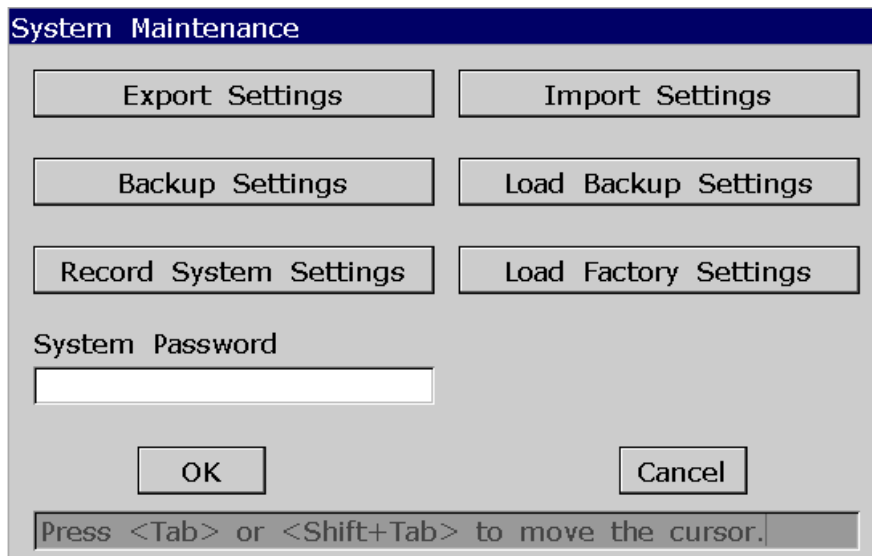 System Maintenance
Export Settings
Import Settings
Backup Settings
Load Backup Settings
Record System Settings
Load Factory Settings
System Password
OK
Cancel
Press <Tab> or <Shift+Tab> to move the cursor.